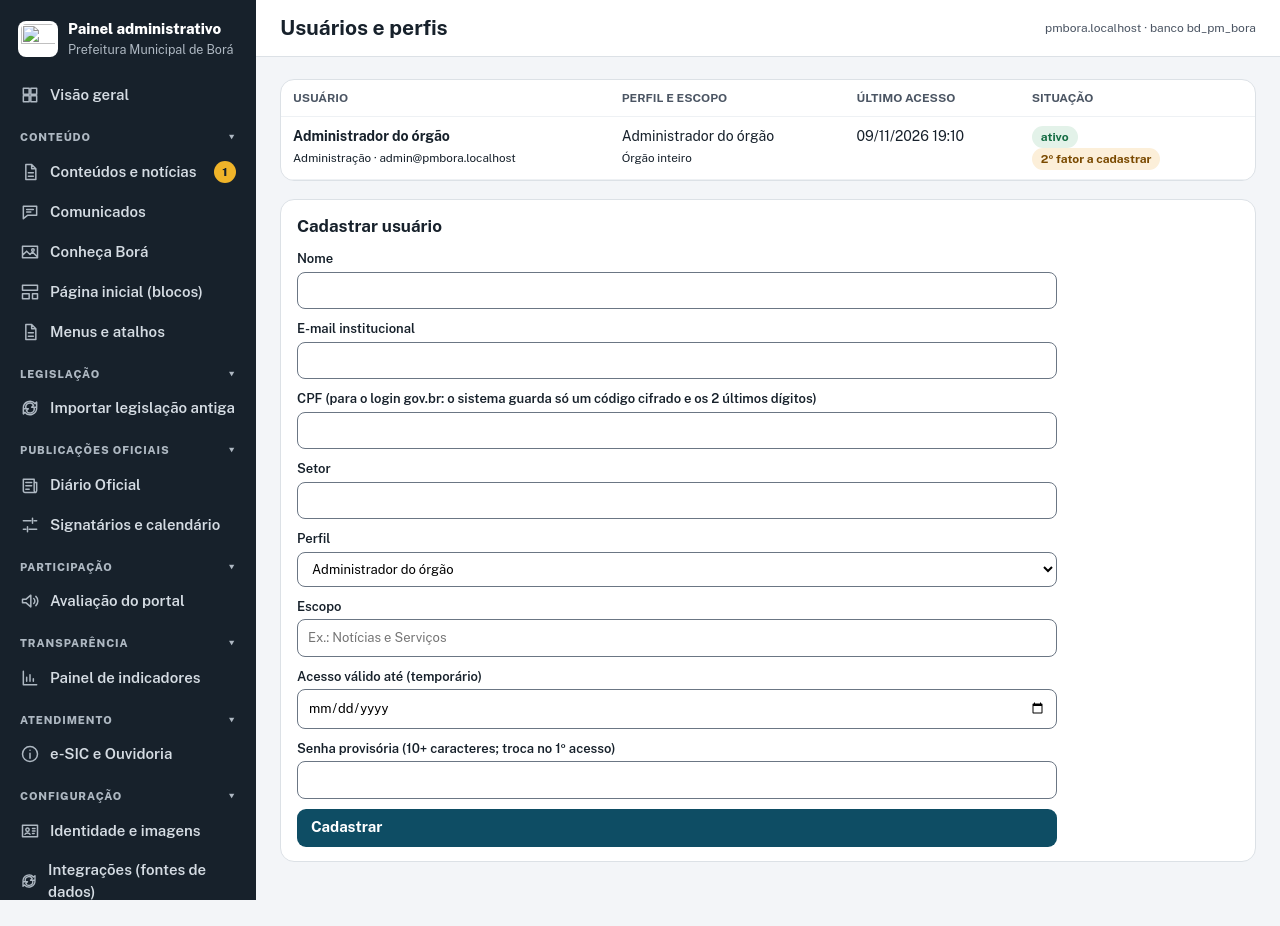 Painel administrativo
Prefeitura Municipal de Borá
Visão geral
CONTEÚDO
Conteúdos e notícias 1
Comunicados
Conheça Borá
Página inicial (blocos)
Menus e atalhos
LEGISLAÇÃO
Importar legislação antiga
PUBLICAÇÕES OFICIAIS
Diário Oficial
Signatários e calendário
PARTICIPAÇÃO
Avaliação do portal
TRANSPARÊNCIA
Painel de indicadores
ATENDIMENTO
e-SIC e Ouvidoria
CONFIGURAÇÃO
Identidade e imagens
Integrações (fontes de
dados)
Usuários e perfis
pmbora.localhost · banco bd_pm_bora
USUÁRIO PERFIL E ESCOPO ÚLTIMO ACESSO SITUAÇÃO
Administrador do órgão Administrador do órgão 09/11/2026 19:10 ativo
Administração · admin@pmbora.localhost Órgão inteiro 2º fator a cadastrar
Cadastrar usuário
Nome
E-mail institucional
CPF (para o login gov.br: o sistema guarda só um código cifrado e os 2 últimos dígitos)
Setor
Perfil
Administrador do órgão
Escopo
Ex.: Notícias e Serviços
Acesso válido até (temporário)
mm/dd/yyyy
Senha provisória (10+ caracteres; troca no 1º acesso)
Cadastrar